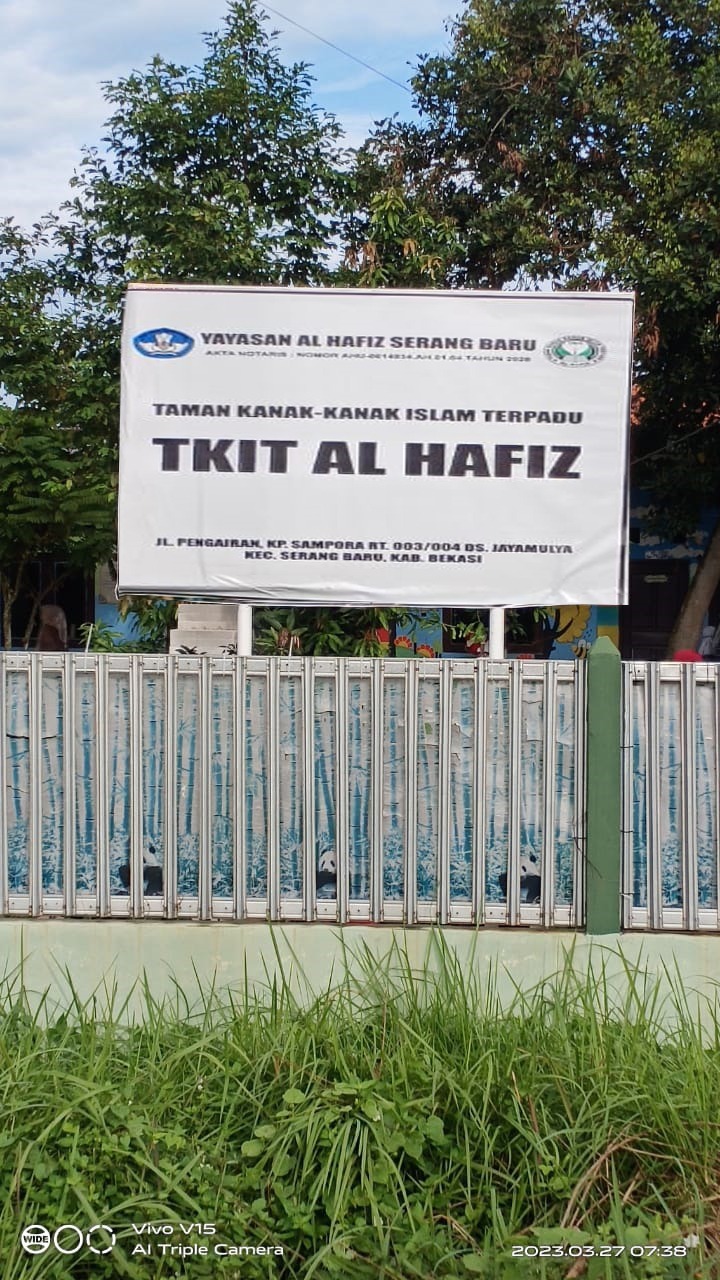 YAYASAN AL HAFIZ SERANG BARU
AKTA NOTARIS : NOMOR AHU-0014934.AH.01.04 TAHUN 2020
TAMAN KANAK-KANAK ISLAM TERPADU
TKIT AL HAFIZ
JL. PENGAIRAN, KP. SAMPORA RT. 003/004 DS. JAYAMULYA
KEC. SERANG BARU, KAB. BEKASI
WIDE
Vivo V15
AI Triple Camera
2023.03.27 07:38